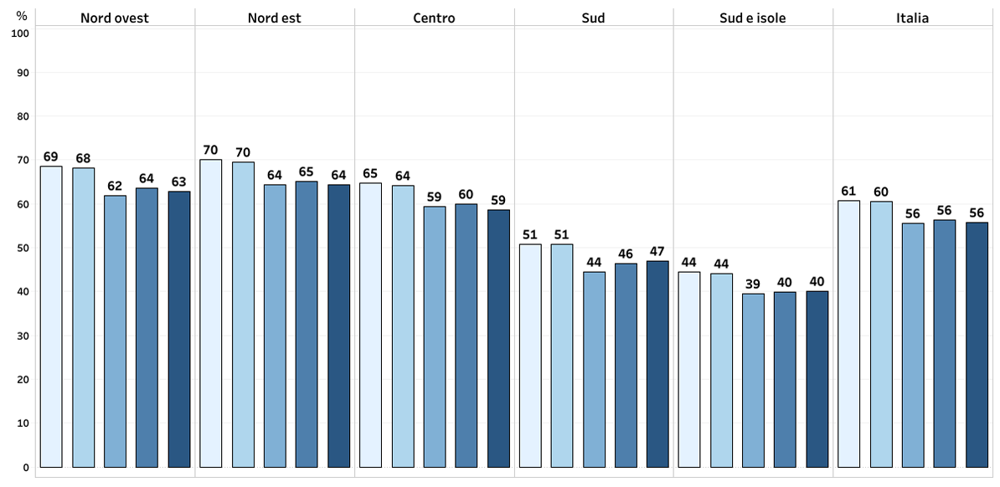 %
Nord ovest
Nord est
Centro
Sud
Sud e isole
Italia
100
90
80
70
60
50
40
30
20
10
0
69 68 62 64 63
70 70 64 65 64
65 64 59 60 59
51 51 44 46 47
44 44 39 40 40
61 60 56 56 56